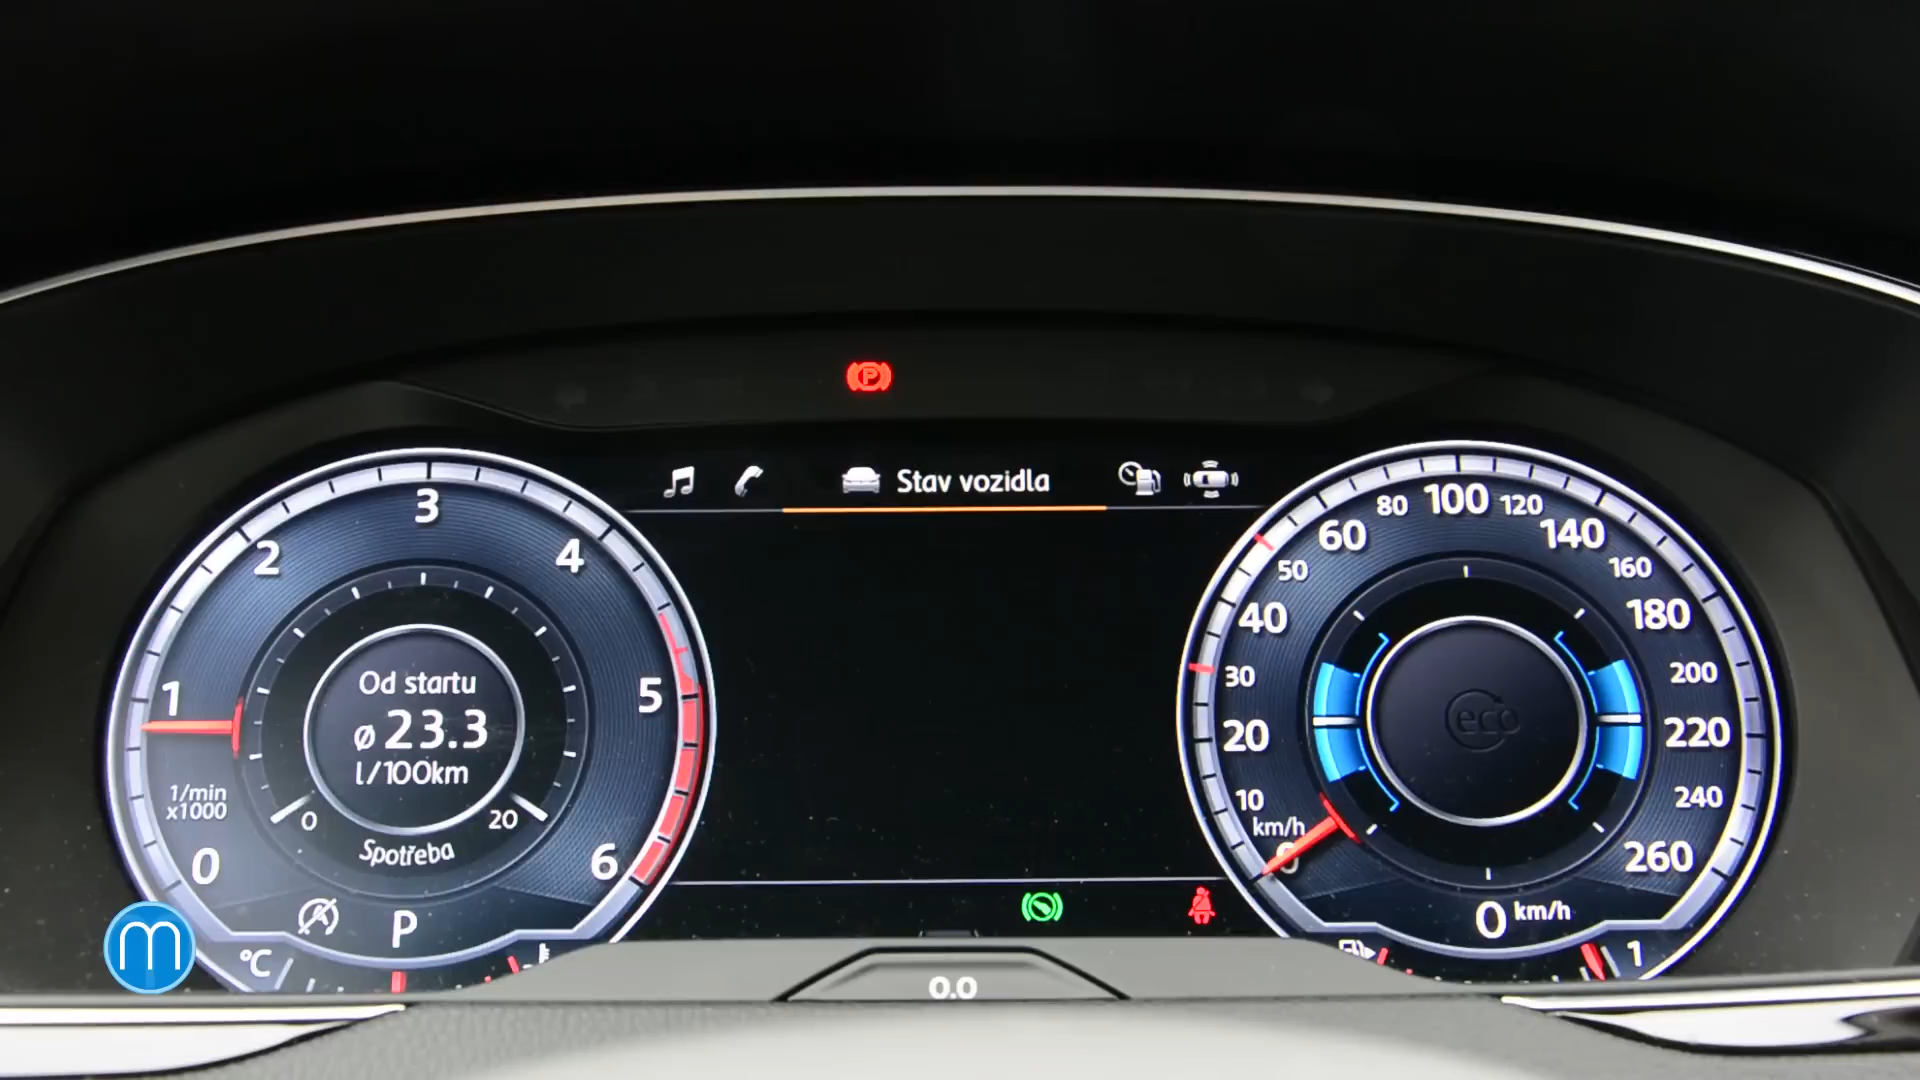 P
Stav vozidla
3
2
4
1
5
0
6
1/min
x1000
Od startu
ø 23.3
l/100km
0
20
Spotřeba
P
°C
80 100 120
60
140
50
160
40
180
30
200
20
220
10
240
km/h
0
260
eco
0 km/h
1
0.0
m